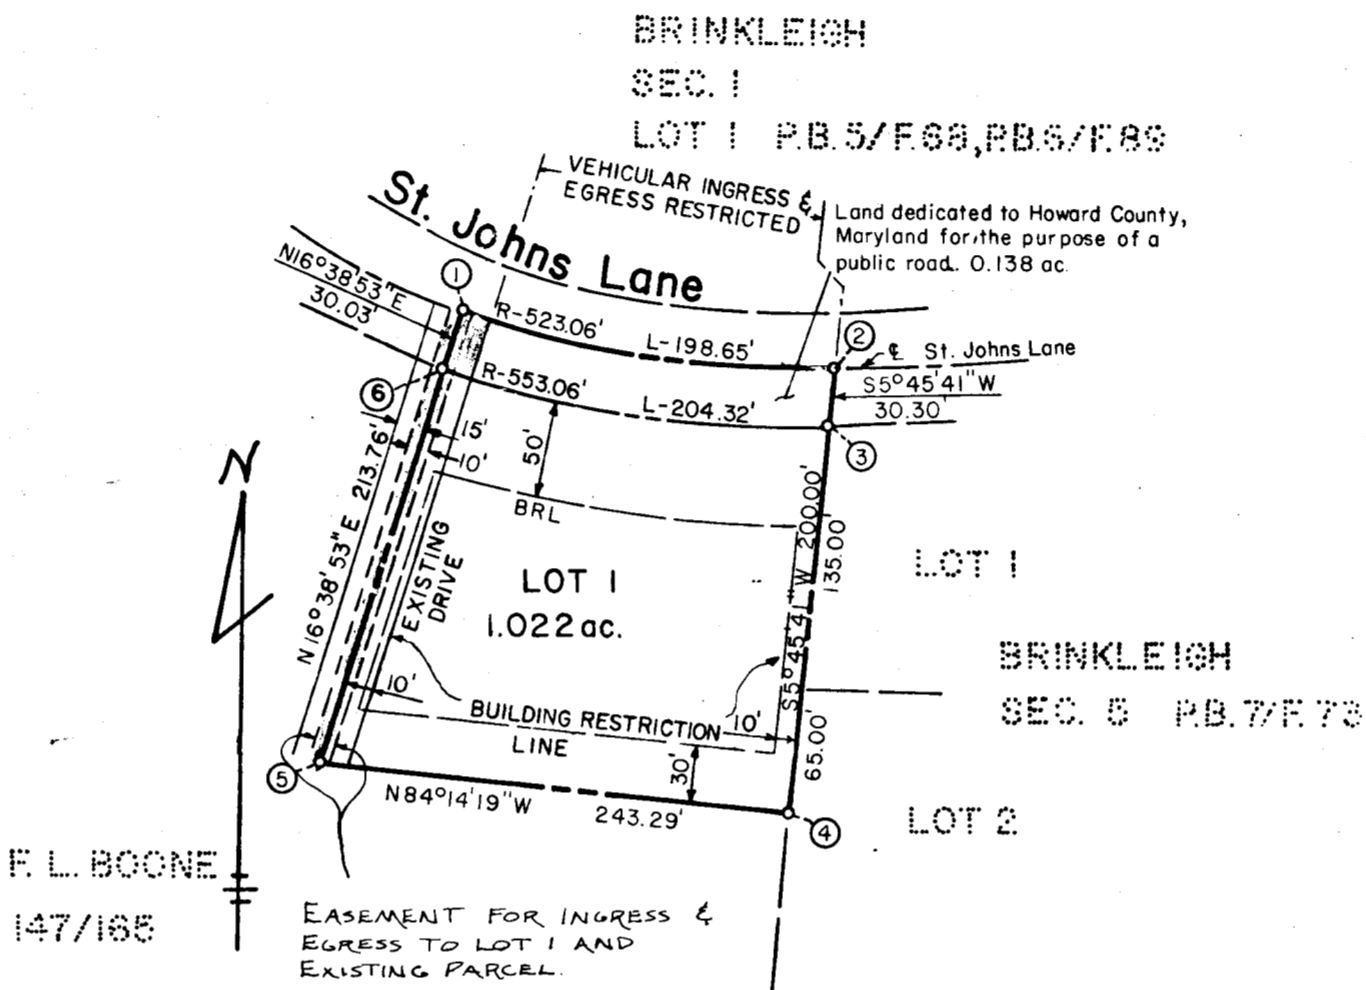 BRINKLEIGH
SEC. 1
LOT 1 P.B. 5/F.68, P.B.6/F.89
VEHICULAR INGRESS &
EGRESS RESTRICTED
Land dedicated to Howard County,
Maryland for the purpose of a
public road. 0.138 ac.
St. Johns Lane
N16°38'53"E
30.03'
1
R-523.06'
L-198.65'
2
℄ St. Johns Lane
S5°45'41"W
30.30'
6
R-553.06'
L-204.32'
3
15'
10'
50'
BRL
N16°38'53"E 213.76'
EXISTING
DRIVE
LOT 1
1.022 ac.
S5°45'41"W 200.00'
135.00'
LOT 1
BRINKLEIGH
SEC. 5 P.B.7/F.73
10'
BUILDING RESTRICTION
LINE
10'
30'
65.00'
5
N84°14'19"W
243.29'
4
LOT 2
F. L. BOONE
147/165
N
EASEMENT FOR INGRESS &
EGRESS TO LOT 1 AND
EXISTING PARCEL.